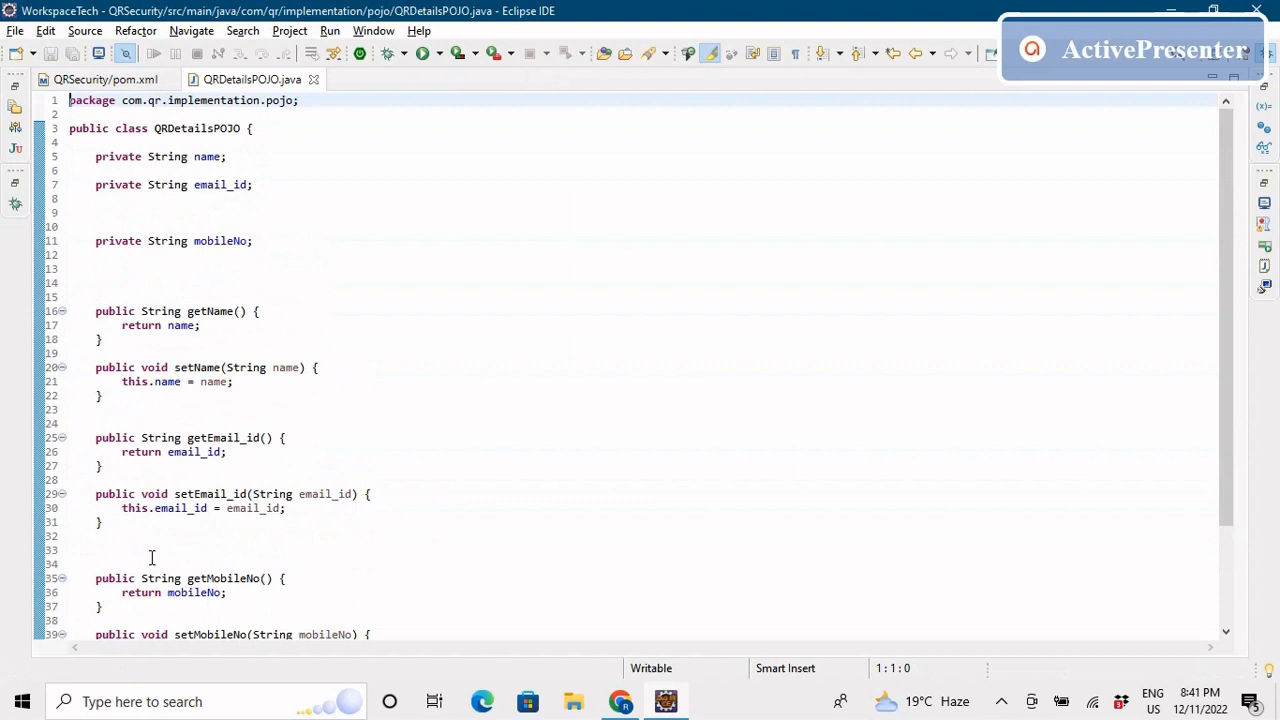 WorkspaceTech - QRSecurity/src/main/java/com/qr/implementation/pojo/QRDetailsPOJO.java - Eclipse IDE
File Edit Source Refactor Navigate Search Project Run Window Help
ActivePresenter
QRSecurity/pom.xml QRDetailsPOJO.java
1 package com.qr.implementation.pojo;
2
3 public class QRDetailsPOJO {
4
5 private String name;
6
7 private String email_id;
8
9
10
11 private String mobileNo;
12
13
14
15
16 public String getName() {
17 return name;
18 }
19
20 public void setName(String name) {
21 this.name = name;
22 }
23
24
25 public String getEmail_id() {
26 return email_id;
27 }
28
29 public void setEmail_id(String email_id) {
30 this.email_id = email_id;
31 }
32
33
34
35 public String getMobileNo() {
36 return mobileNo;
37 }
38
39 public void setMobileNo(String mobileNo) {
Writable Smart Insert 1 : 1 : 0
Type here to search
19°C Haze
ENG
US
8:41 PM
12/11/2022
5